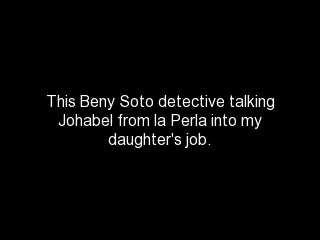 This Beny Soto detective talking
Johabel from la Perla into my
daughter's job.